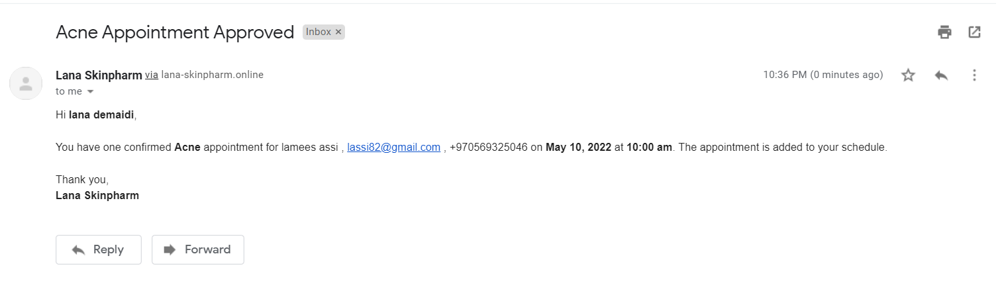 Acne Appointment Approved Inbox ×
Lana Skinpharm via lana-skinpharm.online 10:36 PM (0 minutes ago)
to me
Hi lana demaidi,
You have one confirmed Acne appointment for lamees assi , lassi82@gmail.com , +970569325046 on May 10, 2022 at 10:00 am. The appointment is added to your schedule.
Thank you,
Lana Skinpharm
Reply Forward